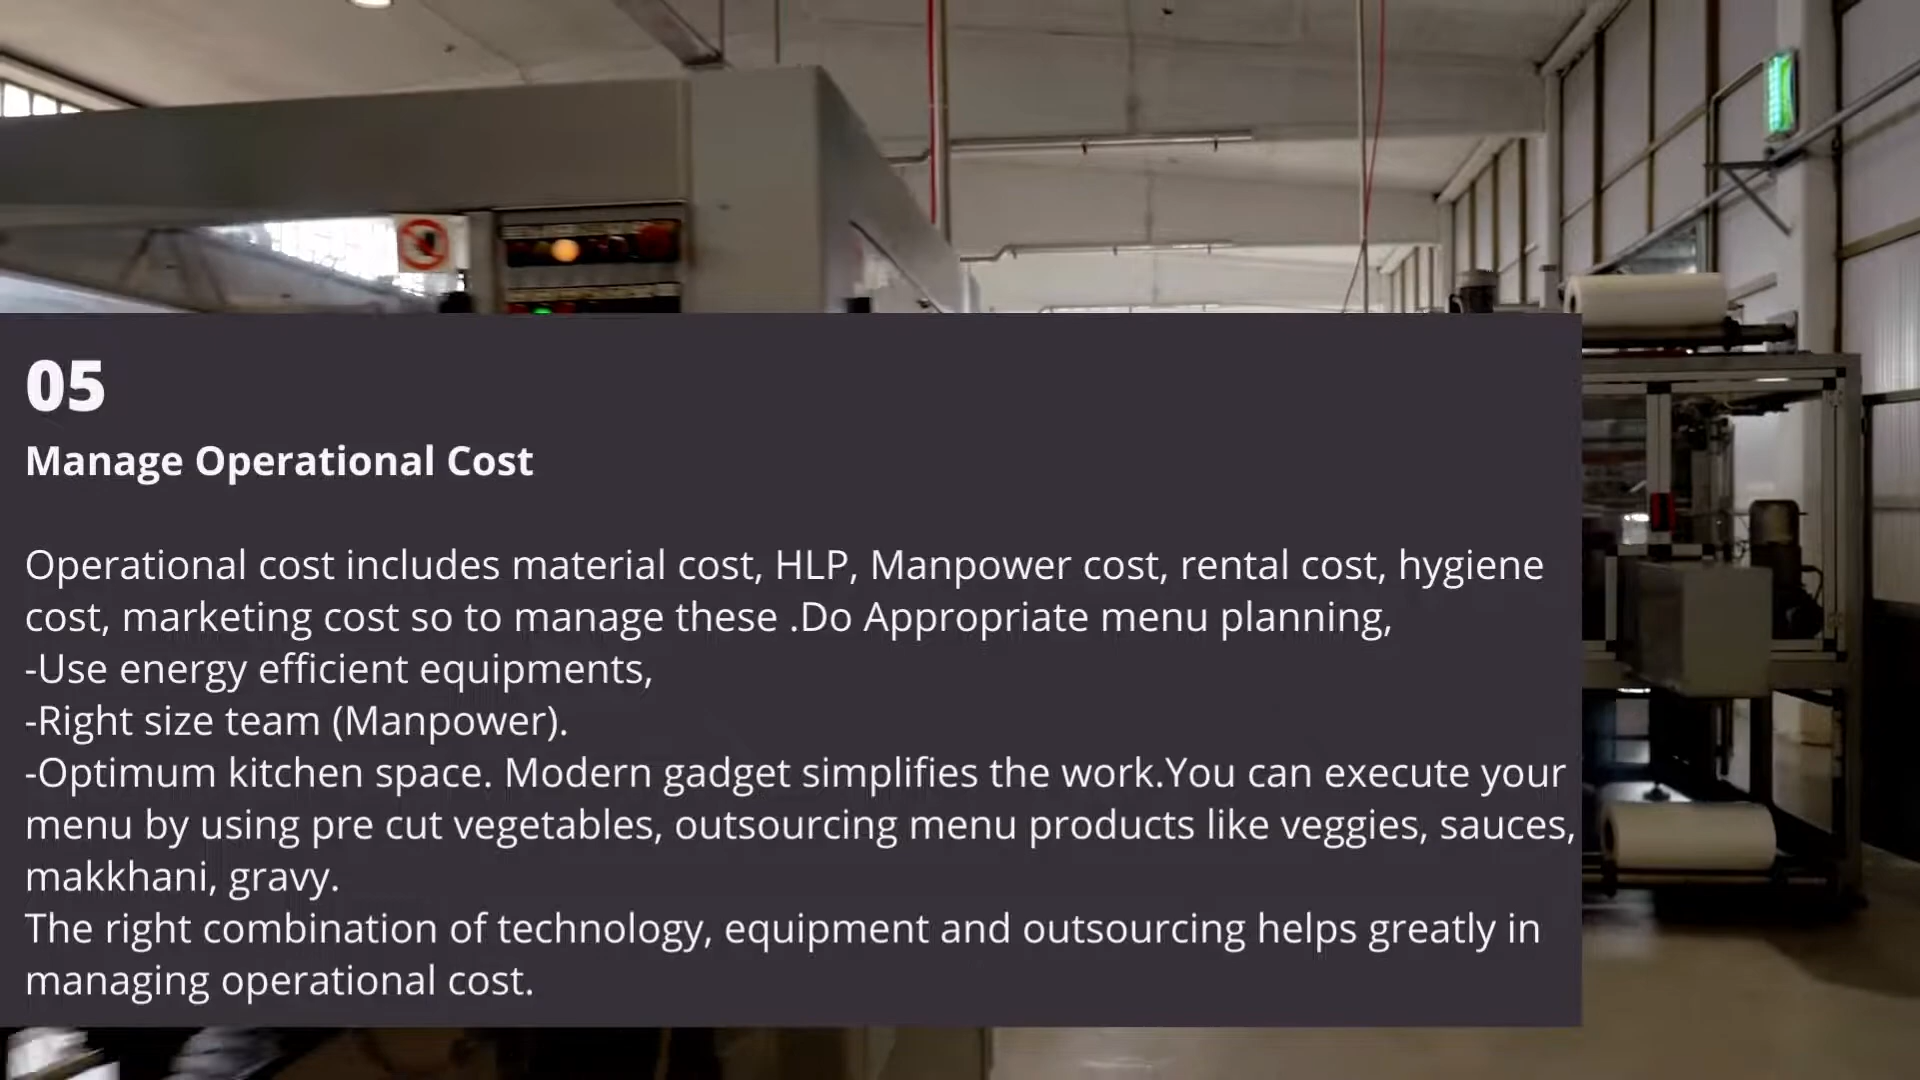 05
Manage Operational Cost
Operational cost includes material cost, HLP, Manpower cost, rental cost, hygiene
cost, marketing cost so to manage these .Do Appropriate menu planning,
-Use energy efficient equipments,
-Right size team (Manpower).
-Optimum kitchen space. Modern gadget simplifies the work.You can execute your
menu by using pre cut vegetables, outsourcing menu products like veggies, sauces,
makkhani, gravy.
The right combination of technology, equipment and outsourcing helps greatly in
managing operational cost.